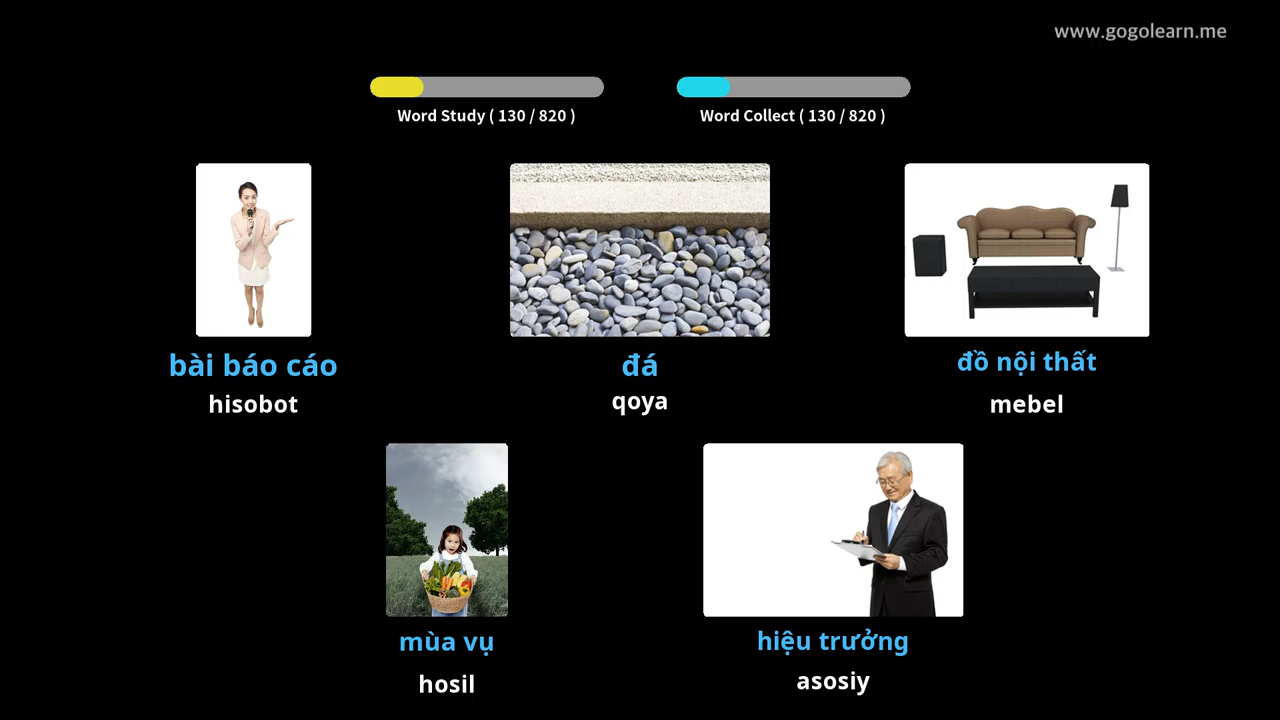 www.gogolearn.me
Word Study ( 130 / 820 )
Word Collect ( 130 / 820 )
bài báo cáo
hisobot
đá
qoya
đồ nội thất
mebel
mùa vụ
hosil
hiệu trưởng
asosiy